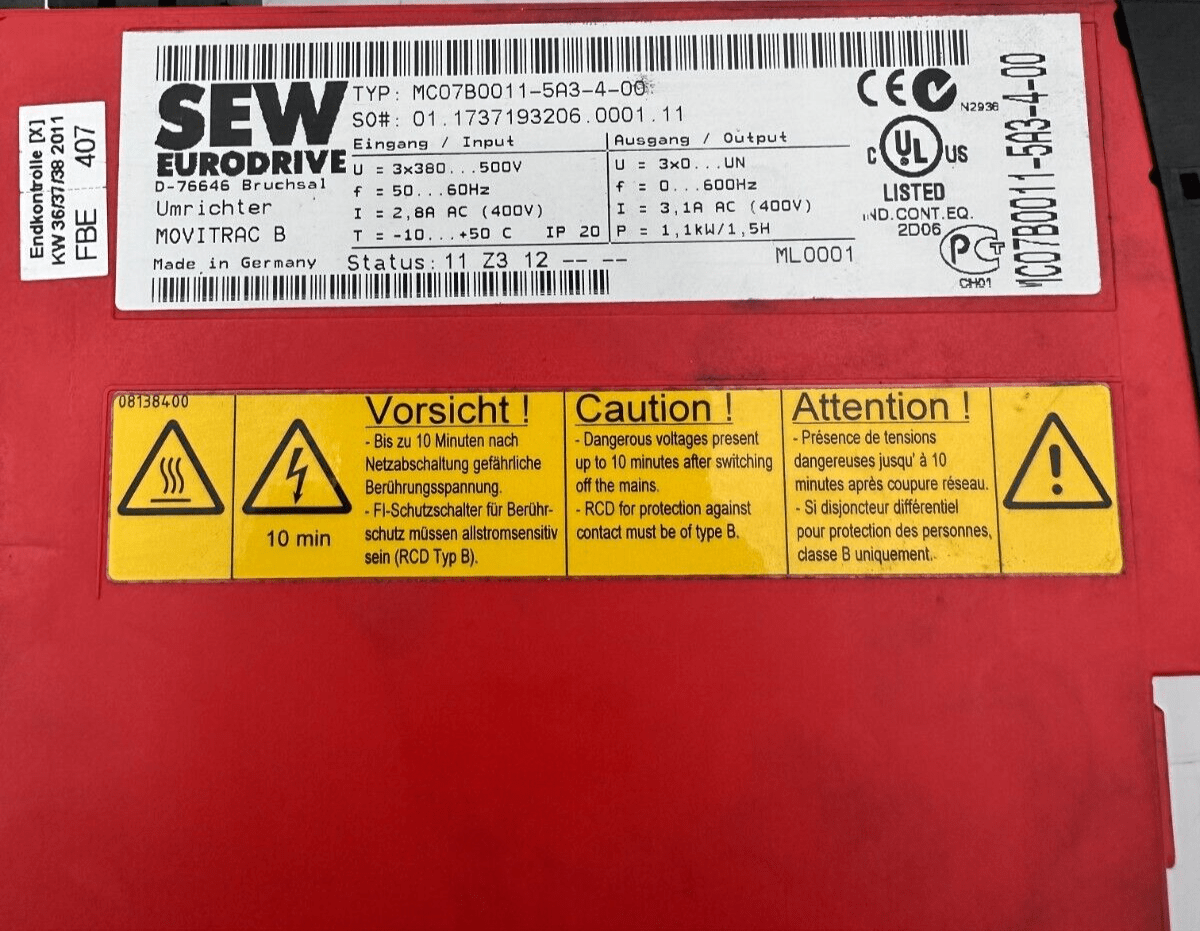 Endkontrolle [X]
KW 36/37/38 2011
FBE 407
SEW
EURODRIVE
D-76646 Bruchsal
Umrichter
MOVITRAC B
Made in Germany
TYP: MC07B0011-5A3-4-00
SO#: 01.1737193206.0001.11
Eingang / Input
U = 3x380...500V
f = 50...60Hz
I = 2,8A AC (400V)
T = -10...+50 C IP 20
Ausgang / Output
U = 3x0...UN
f = 0...600Hz
I = 3,1A AC (400V)
P = 1,1kW/1,5H
Status: 11 Z3 12 -- --
ML0001
CE
N2936
C UL US
LISTED
IND.CONT.EQ.
2D06
PCT
CH01
MC07B0011-5A3-4-00
08138400
10 min
Vorsicht !
- Bis zu 10 Minuten nach
Netzabschaltung gefährliche
Berührungsspannung.
- FI-Schutzschalter für Berühr-
schutz müssen allstromsensitiv
sein (RCD Typ B).
Caution !
- Dangerous voltages present
up to 10 minutes after switching
off the mains.
- RCD for protection against
contact must be of type B.
Attention !
- Présence de tensions
dangereuses jusqu' à 10
minutes après coupure réseau.
- Si disjoncteur différentiel
pour protection des personnes,
classe B uniquement.